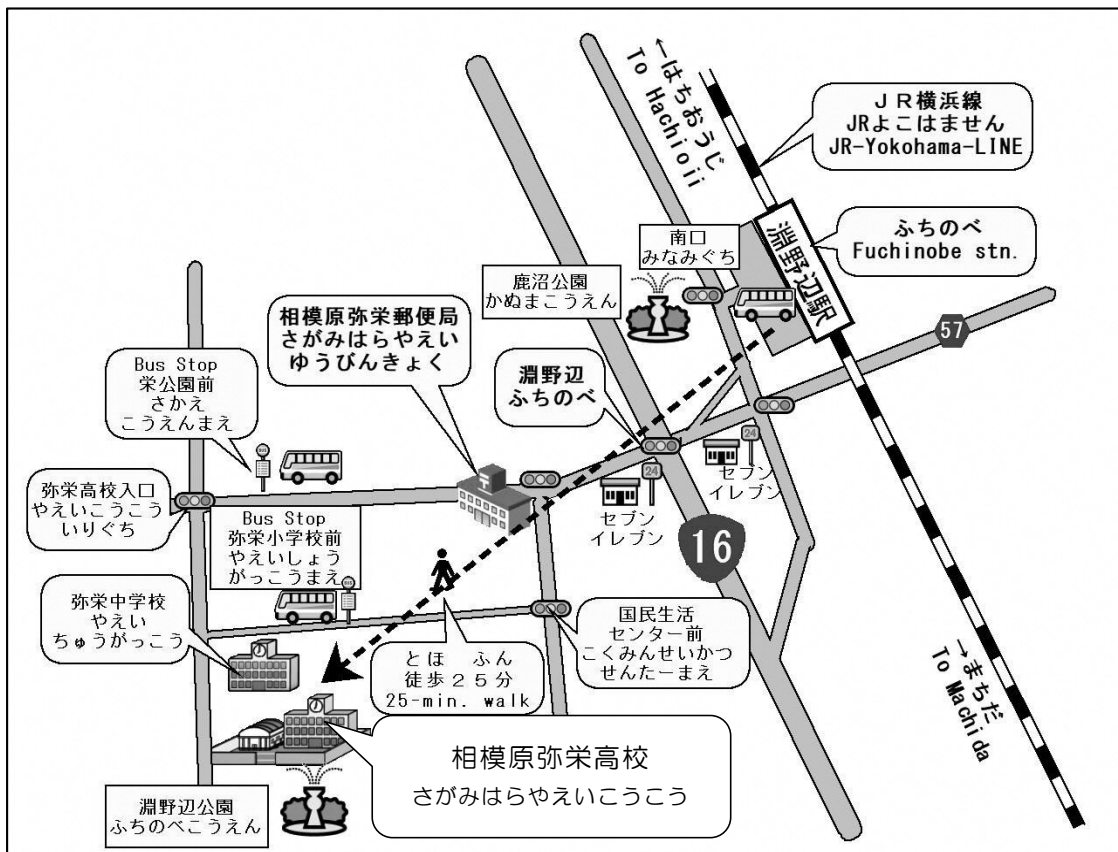 ←はちおうじ
To Hachioji
ＪＲ横浜線
JRよこはません
JR-Yokohama-LINE
淵野辺駅
ふちのべ
Fuchinobe stn.
南口
みなみぐち
鹿沼公園
かぬまこうえん
57
相模原弥栄郵便局
さがみはらやえい
ゆうびんきょく
淵野辺
ふちのべ
Bus Stop
栄公園前
さかえ
こうえんまえ
BUS
24
セブン
イレブン
24
セブン
イレブン
〒
弥栄高校入口
やえいこうこう
いりぐち
Bus Stop
弥栄小学校前
やえいしょう
がっこうまえ
BUS
16
弥栄中学校
やえい
ちゅうがっこう
とほ　ふん
徒歩２５分
25-min. walk
国民生活
センター前
こくみんせいかつ
せんたーまえ
→まちだ
To Machida
相模原弥栄高校
さがみはらやえいこうこう
淵野辺公園
ふちのべこうえん